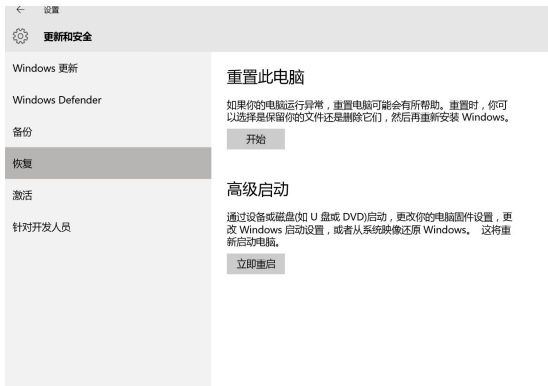 设置
更新和安全
Windows 更新
Windows Defender
备份
恢复
激活
针对开发人员
重置此电脑
如果你的电脑运行异常，重置电脑可能会有所帮助。重置时，你可
以选择是保留你的文件还是删除它们，然后再重新安装 Windows。
开始
高级启动
通过设备或磁盘(如 U 盘或 DVD)启动，更改你的电脑固件设置，更
改 Windows 启动设置，或者从系统映像还原 Windows。 这将重
新启动电脑。
立即重启